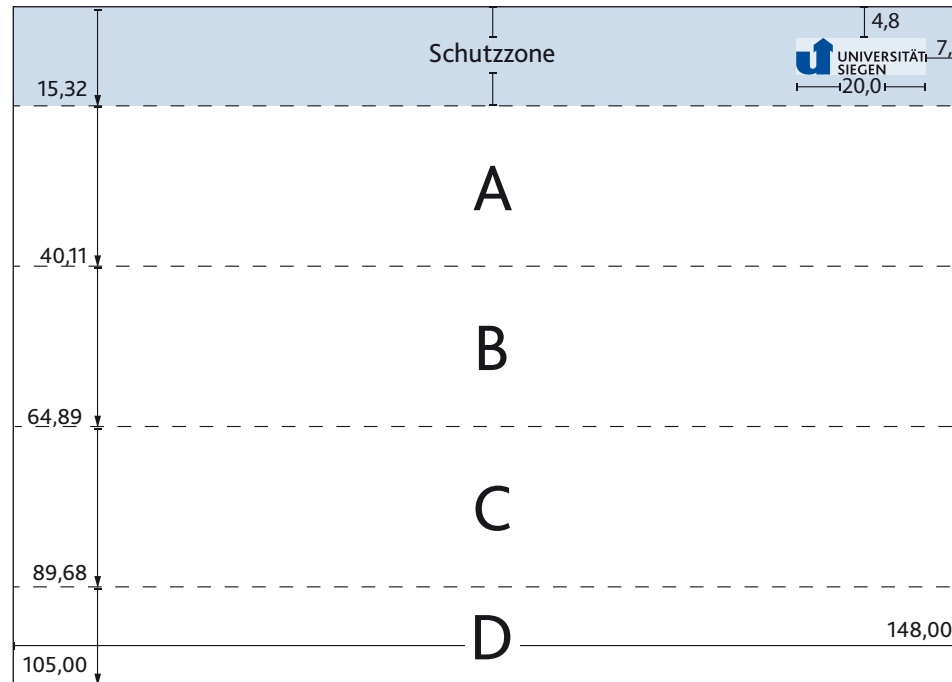 4,8
Schutzzone
UNIVERSITÄT
SIEGEN
7,
15,32
20,0
A
40,11
B
64,89
C
89,68
D
148,00
105,00